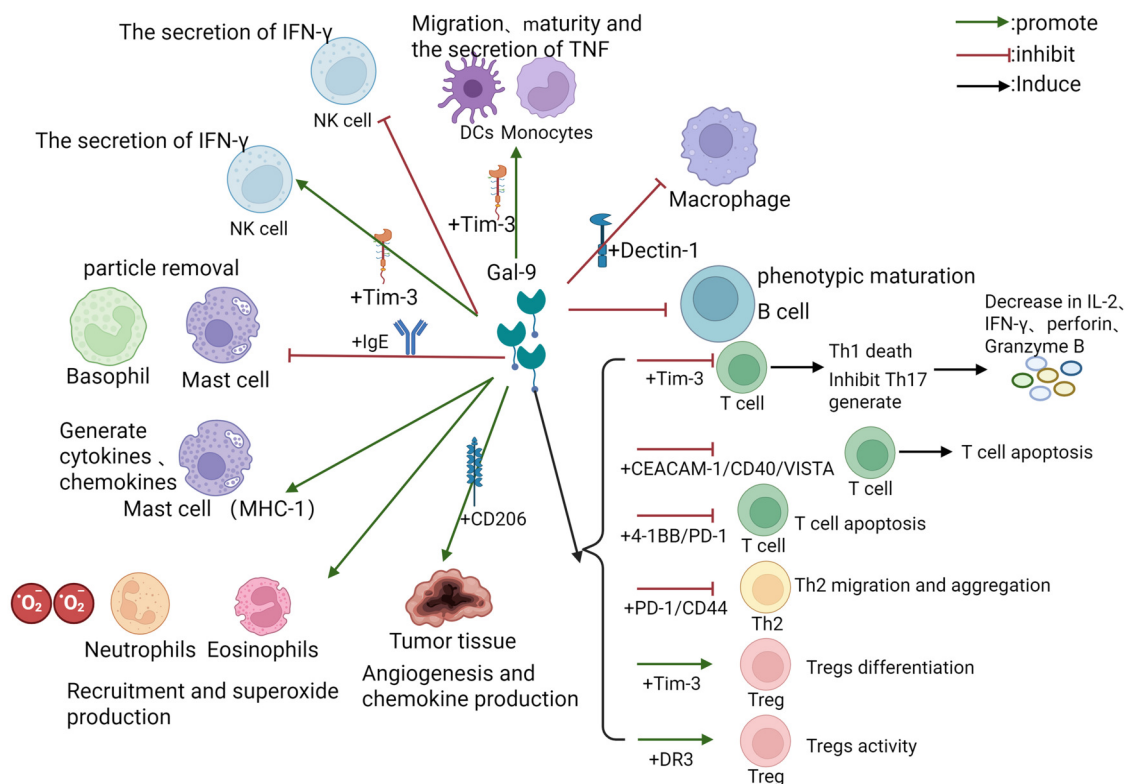 The secretion of IFN-γ
NK cell
Migration、maturity and
the secretion of TNF
DCs Monocytes
:promote
:inhibit
:Induce
The secretion of IFN-γ
NK cell
+Tim-3
+Tim-3
Gal-9
+Dectin-1
Macrophage
particle removal
Basophil
Mast cell
+IgE
phenotypic maturation
B cell
Decrease in IL-2、
IFN-γ、perforin、
Granzyme B
+Tim-3
T cell
Th1 death
Inhibit Th17
generate
Generate
cytokines 、
chemokines
Mast cell （MHC-1）
+CD206
+CEACAM-1/CD40/VISTA
T cell
T cell apoptosis
+4-1BB/PD-1
T cell
T cell apoptosis
+PD-1/CD44
Th2
Th2 migration and aggregation
•O₂⁻
•O₂⁻
Neutrophils
Eosinophils
Recruitment and superoxide
production
Tumor tissue
Angiogenesis and
chemokine production
+Tim-3
Treg
Tregs differentiation
+DR3
Treg
Tregs activity